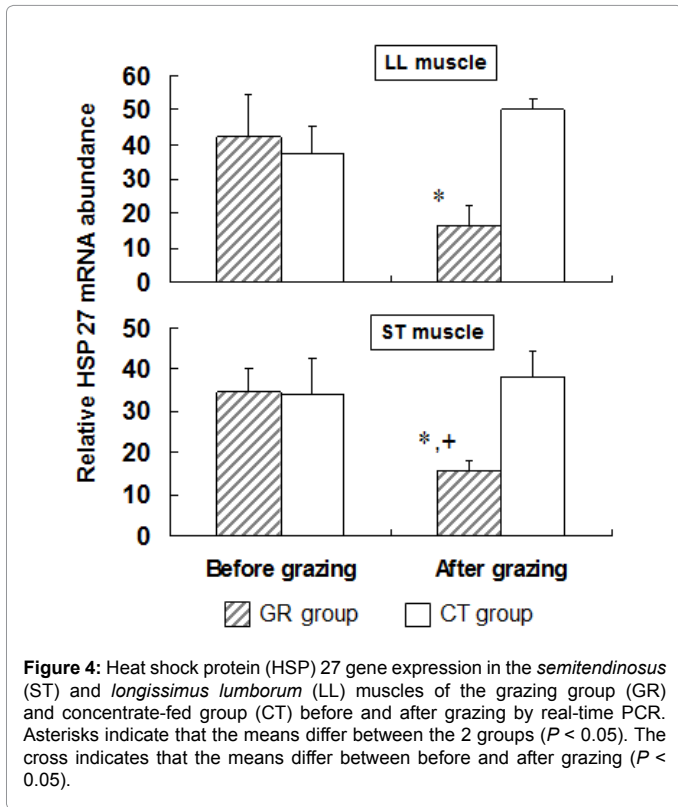 LL muscle
Relative HSP 27 mRNA abundance
60
50
40
30
20
10
0
*
ST muscle
50
40
30
20
10
0
*,+
Before grazing After grazing
GR group CT group
Figure 4: Heat shock protein (HSP) 27 gene expression in the semitendinosus
(ST) and longissimus lumborum (LL) muscles of the grazing group (GR)
and concentrate-fed group (CT) before and after grazing by real-time PCR.
Asterisks indicate that the means differ between the 2 groups (P < 0.05). The
cross indicates that the means differ between before and after grazing (P <
0.05).